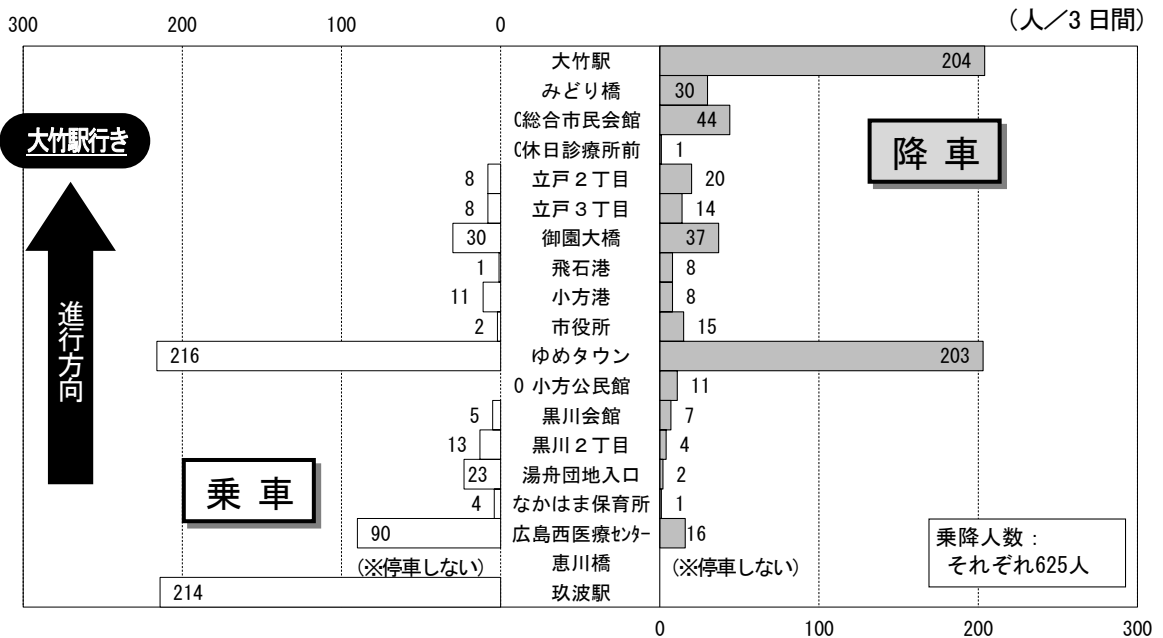 (人／3 日間)
300 200 100 0
大竹駅 204
みどり橋 30
0総合市民会館 44
0休日診療所前 1
8 立戸２丁目 20
8 立戸３丁目 14
30 御園大橋 37
1 飛石港 8
11 小方港 8
2 市役所 15
216 ゆめタウン 203
0 小方公民館 11
5 黒川会館 7
13 黒川２丁目 4
23 湯舟団地入口 2
4 なかはま保育所 1
90 広島西医療ｾﾝﾀｰ 16
(※停車しない) 恵川橋 (※停車しない)
214 玖波駅
0 100 200 300
大竹駅行き
進行方向
乗 車
降 車
乗降人数：
それぞれ625人